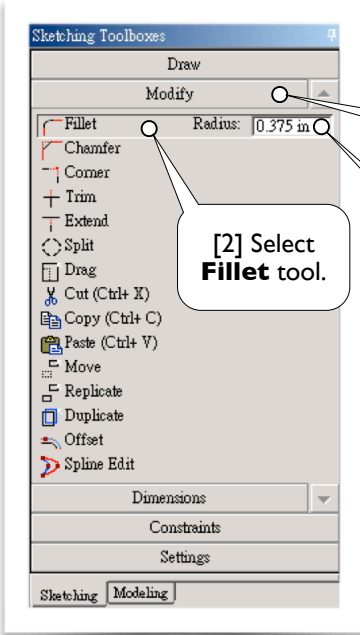 Sketching Toolboxes
Draw
Modify
Fillet Radius: 0.375 in
Chamfer
Corner
Trim
Extend
Split
Drag
Cut (Ctrl+ X)
Copy (Ctrl+ C)
Paste (Ctrl+ V)
Move
Replicate
Duplicate
Offset
Spline Edit
[2] Select
Fillet tool.
Dimensions
Constraints
Settings
Sketching Modeling